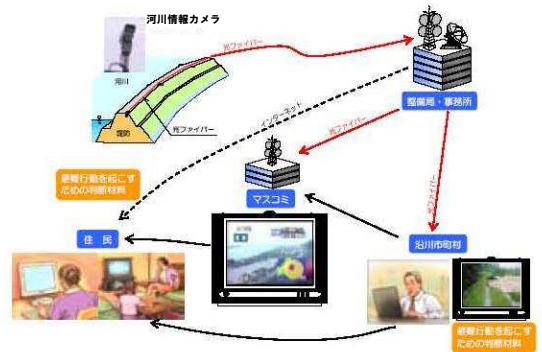 河川情報カメラ
光ファイバー
河川
堤防
光ファイバー
整備局・事務所
インターネット
光ファイバー
光ファイバー
マスコミ
避難行動を起こす
ための判断材料
住 民
沿川市町村
避難行動を起こす
ための判断材料